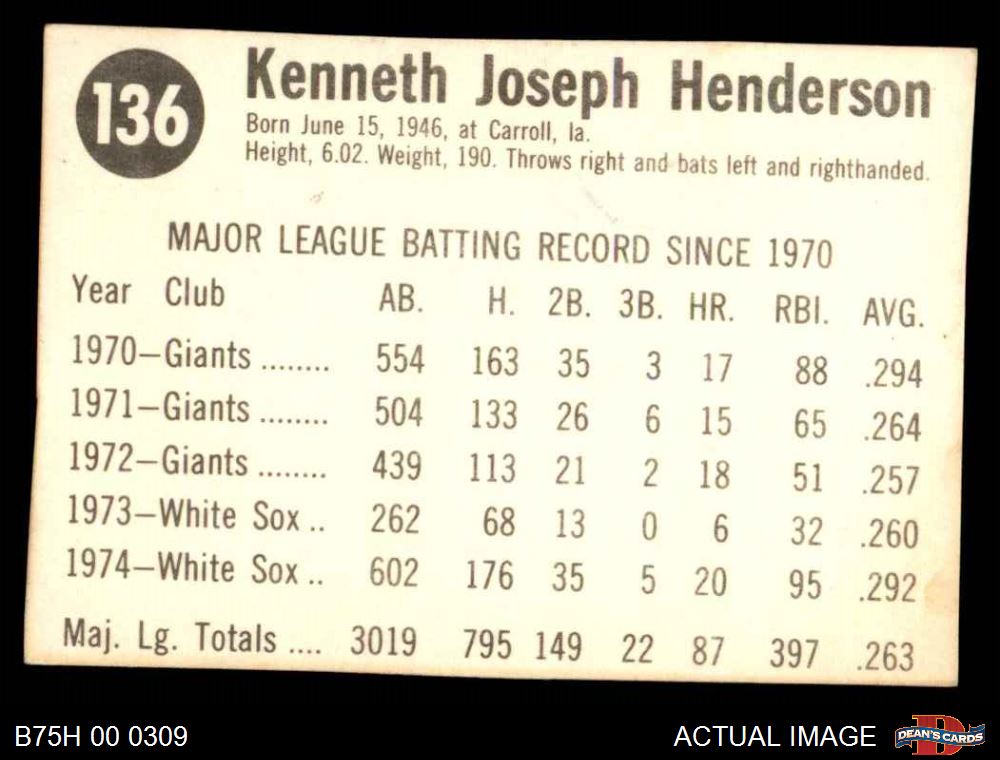 136
Kenneth Joseph Henderson
Born June 15, 1946, at Carroll, Ia.
Height, 6.02. Weight, 190. Throws right and bats left and righthanded.
MAJOR LEAGUE BATTING RECORD SINCE 1970
Year Club AB. H. 2B. 3B. HR. RBI. AVG.
1970—Giants ........ 554 163 35 3 17 88 .294
1971—Giants ........ 504 133 26 6 15 65 .264
1972—Giants ........ 439 113 21 2 18 51 .257
1973—White Sox .. 262 68 13 0 6 32 .260
1974—White Sox .. 602 176 35 5 20 95 .292
Maj. Lg. Totals .... 3019 795 149 22 87 397 .263
B75H 00 0309 ACTUAL IMAGE DEAN'S CARDS